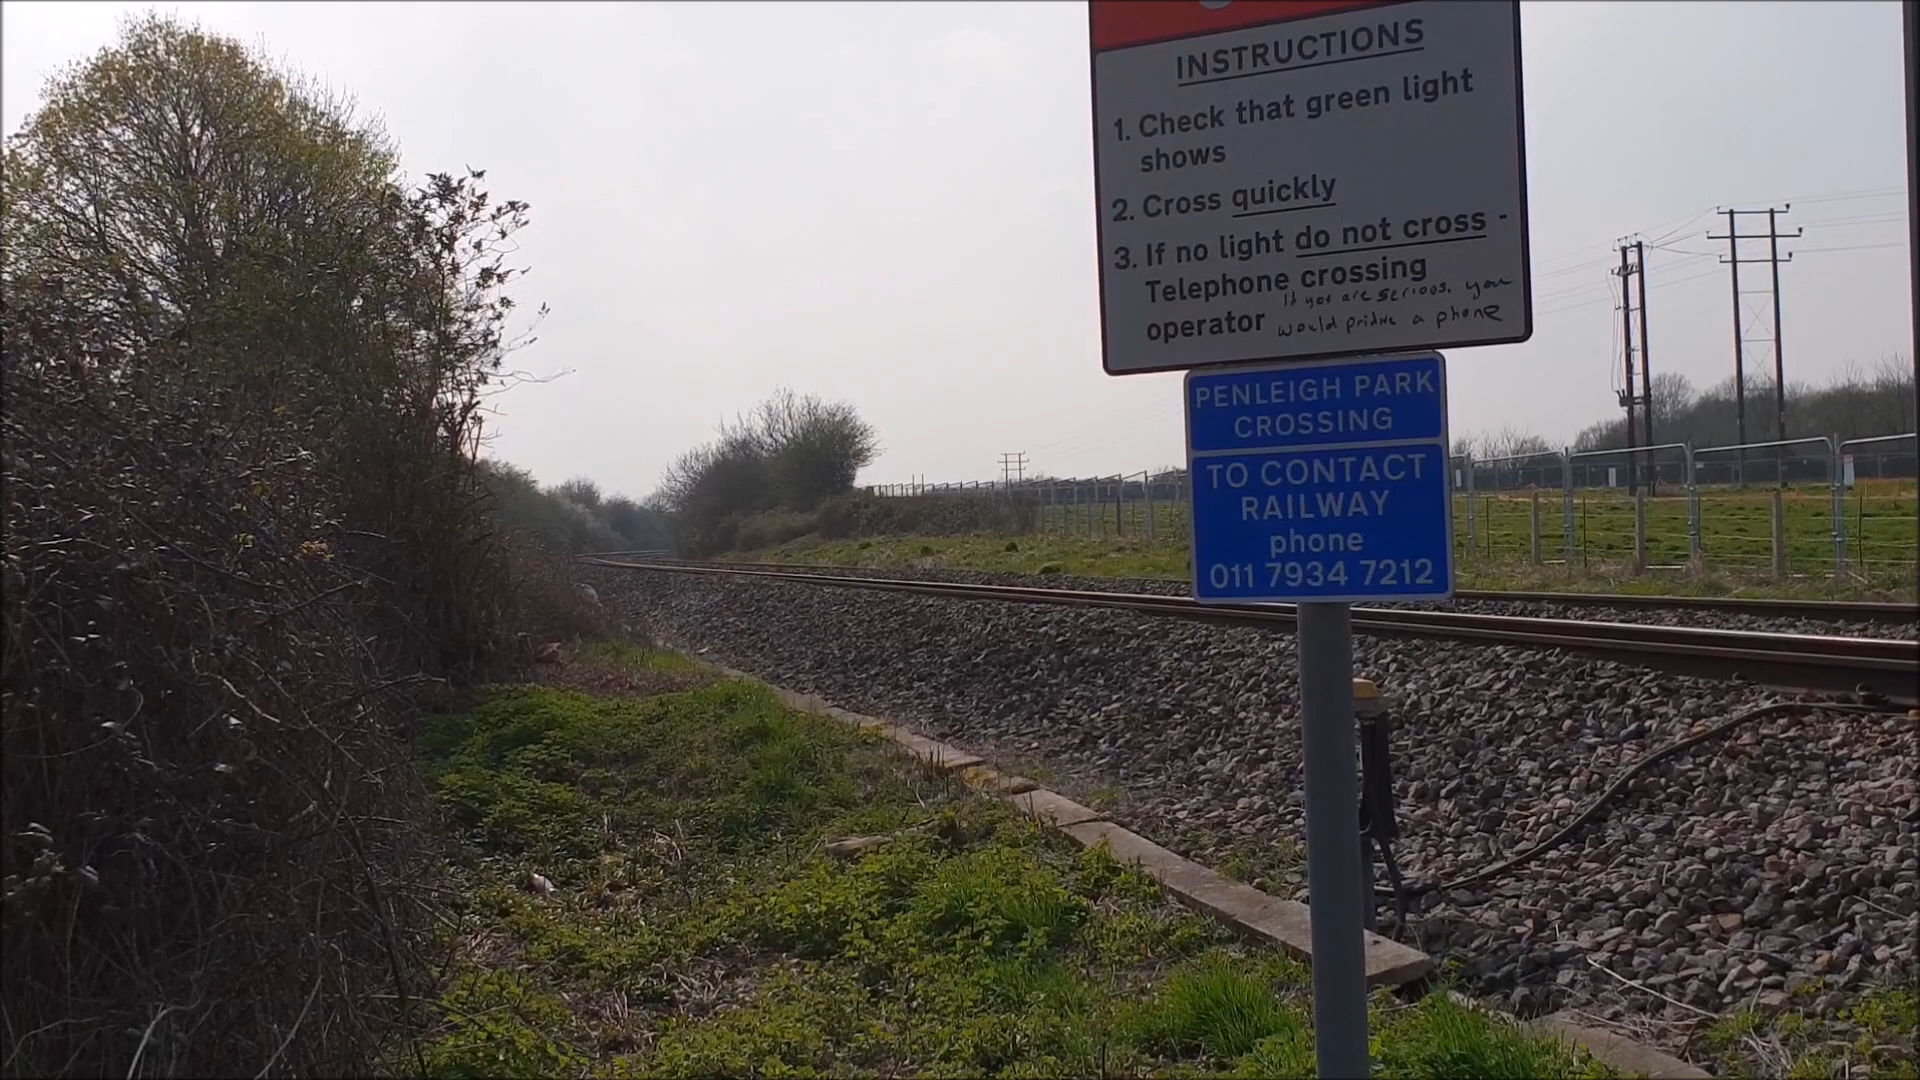 INSTRUCTIONS
1. Check that green light
shows
2. Cross quickly
3. If no light do not cross -
Telephone crossing
operator
If you are serious, you
would pridive a phone
PENLEIGH PARK
CROSSING
TO CONTACT
RAILWAY
phone
011 7934 7212